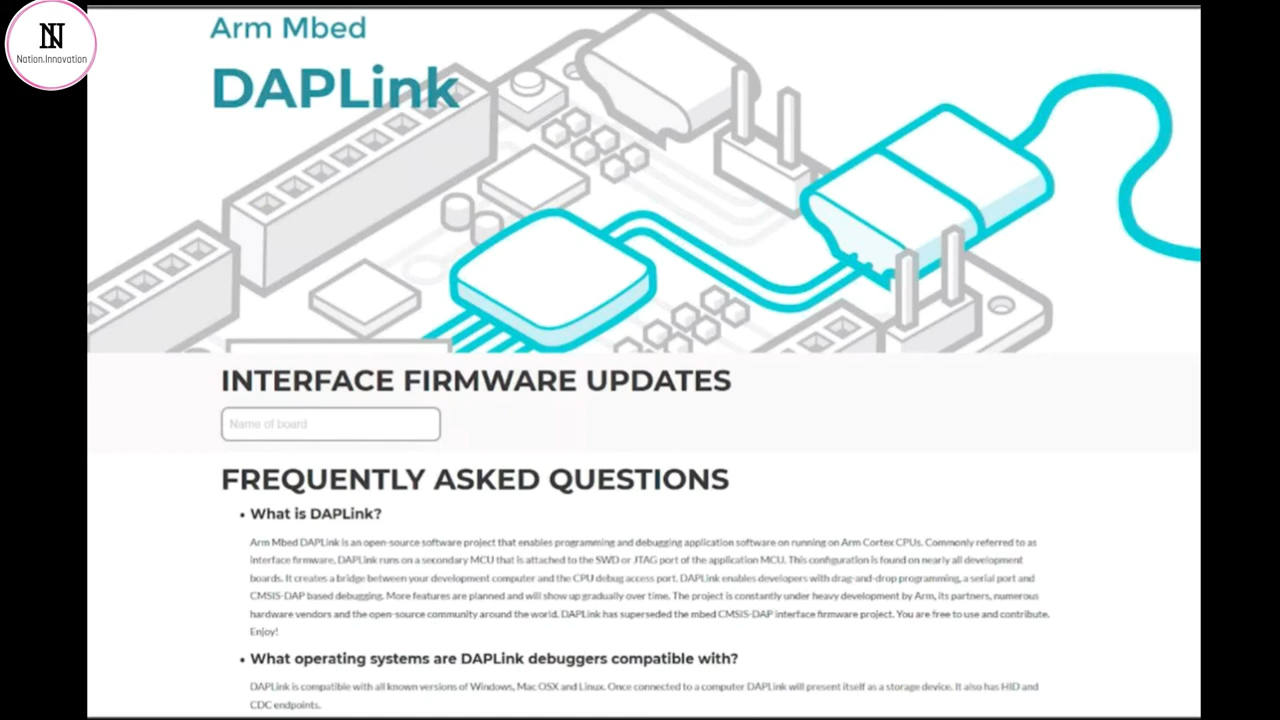 NI
Nation.Innovation
Arm Mbed
DAPLink
INTERFACE FIRMWARE UPDATES
Name of board
FREQUENTLY ASKED QUESTIONS
• What is DAPLink?
Arm Mbed DAPLink is an open-source software project that enables programming and debugging application software on running on Arm Cortex CPUs. Commonly referred to as
interface firmware, DAPLink runs on a secondary MCU that is attached to the SWD or JTAG port of the application MCU. This configuration is found on nearly all development
boards. It creates a bridge between your development computer and the CPU debug access port. DAPLink enables developers with drag-and-drop programming, a serial port and
CMSIS-DAP based debugging. More features are planned and will show up gradually over time. The project is constantly under heavy development by Arm, its partners, numerous
hardware vendors and the open-source community around the world. DAPLink has superseded the mbed CMSIS-DAP interface firmware project. You are free to use and contribute.
Enjoy!
• What operating systems are DAPLink debuggers compatible with?
DAPLink is compatible with all known versions of Windows, Mac OSX and Linux. Once connected to a computer DAPLink will present itself as a storage device. It also has HID and
CDC endpoints.